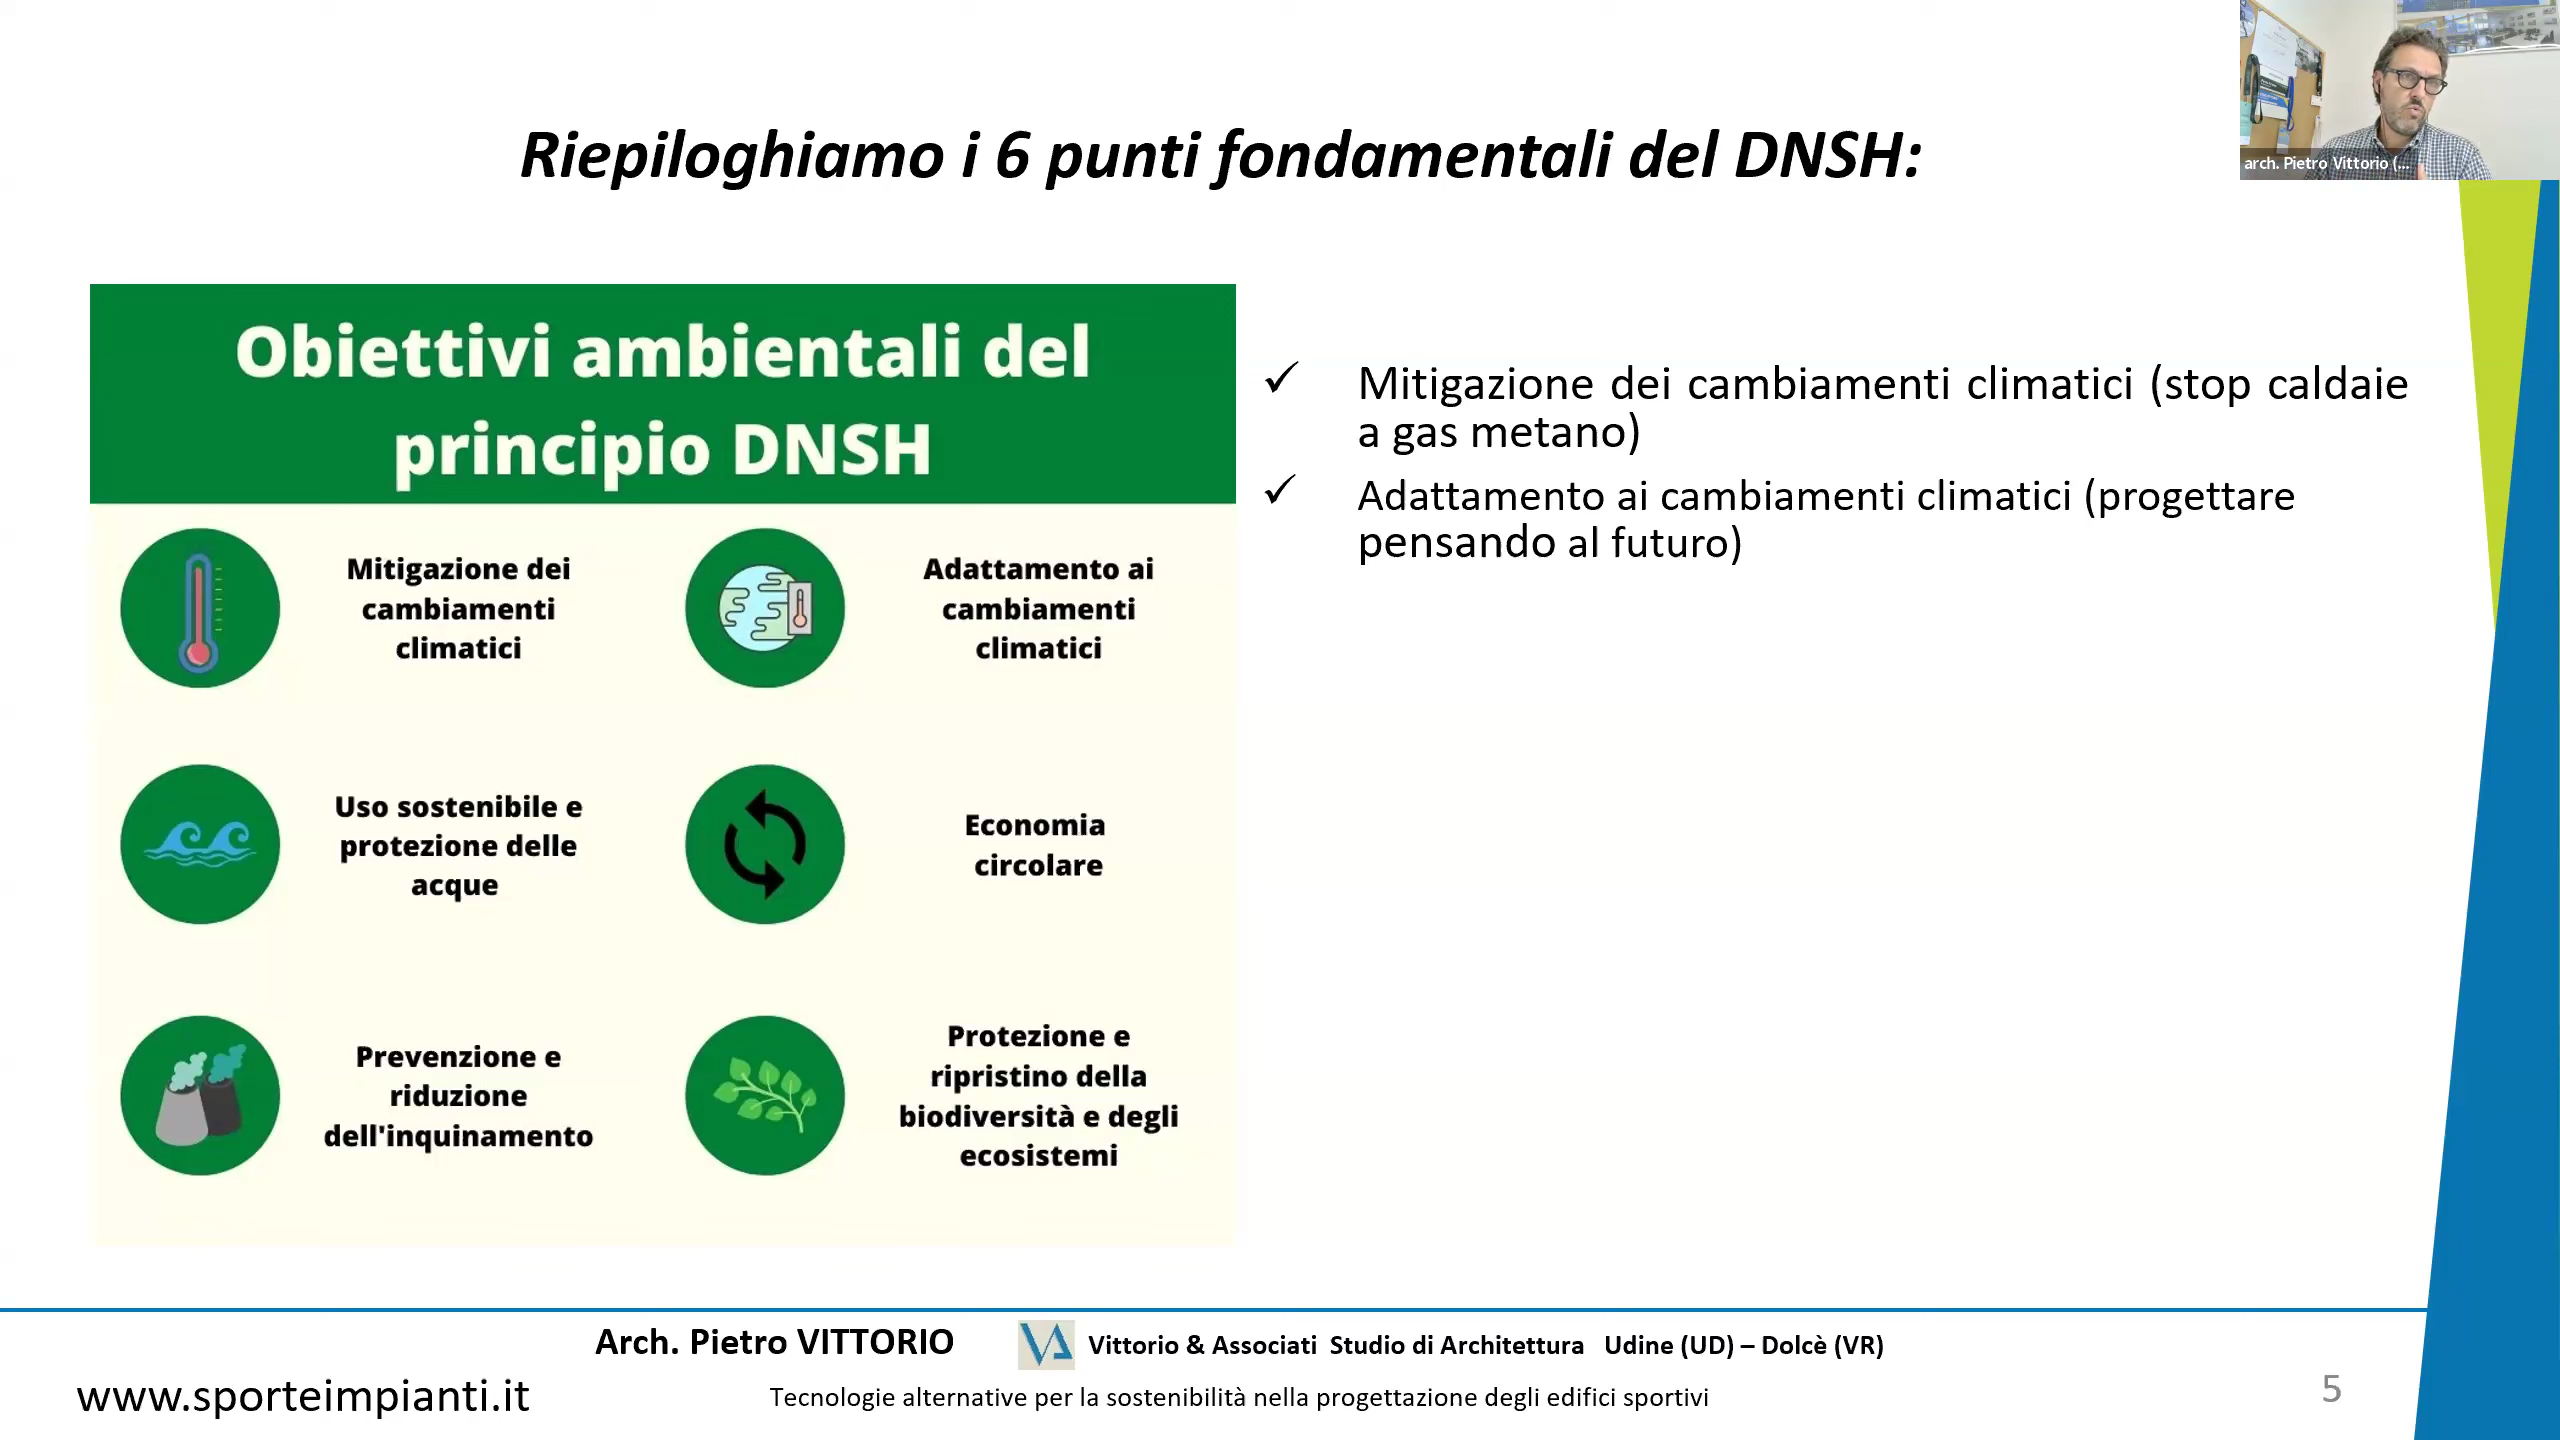 Riepiloghiamo i 6 punti fondamentali del DNSH:
arch. Pietro Vittorio (...
Obiettivi ambientali del
principio DNSH
Mitigazione dei
cambiamenti
climatici
Adattamento ai
cambiamenti
climatici
Uso sostenibile e
protezione delle
acque
Economia
circolare
Prevenzione e
riduzione
dell'inquinamento
Protezione e
ripristino della
biodiversità e degli
ecosistemi
✓ Mitigazione dei cambiamenti climatici (stop caldaie
a gas metano)
✓ Adattamento ai cambiamenti climatici (progettare
pensando al futuro)
Arch. Pietro VITTORIO
VA
Vittorio & Associati Studio di Architettura Udine (UD) – Dolcè (VR)
www.sporteimpianti.it
Tecnologie alternative per la sostenibilità nella progettazione degli edifici sportivi
5